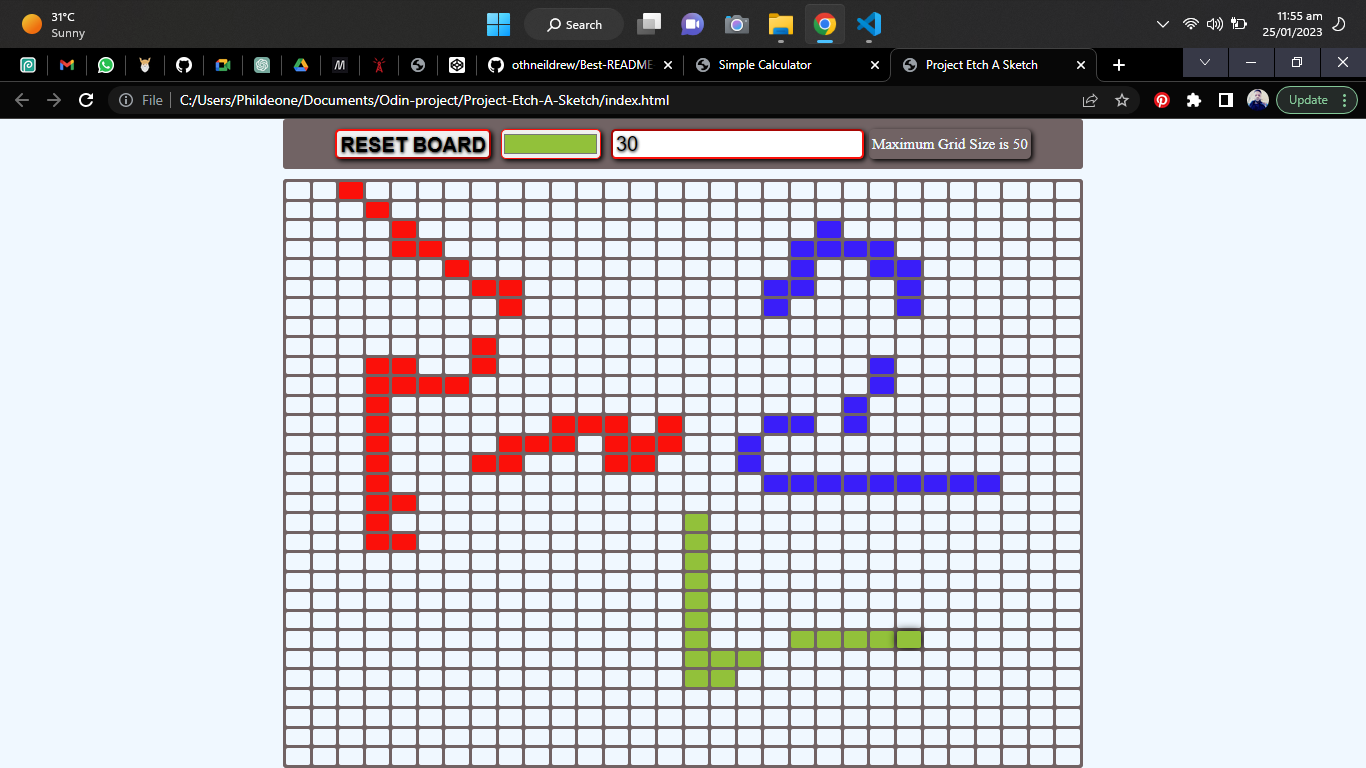 31°C
Sunny
Search
11:55 am
25/01/2023
othneildrew/Best-README
Simple Calculator
Project Etch A Sketch
File
C:/Users/Phildeone/Documents/Odin-project/Project-Etch-A-Sketch/index.html
Update
RESET BOARD
30
Maximum Grid Size is 50